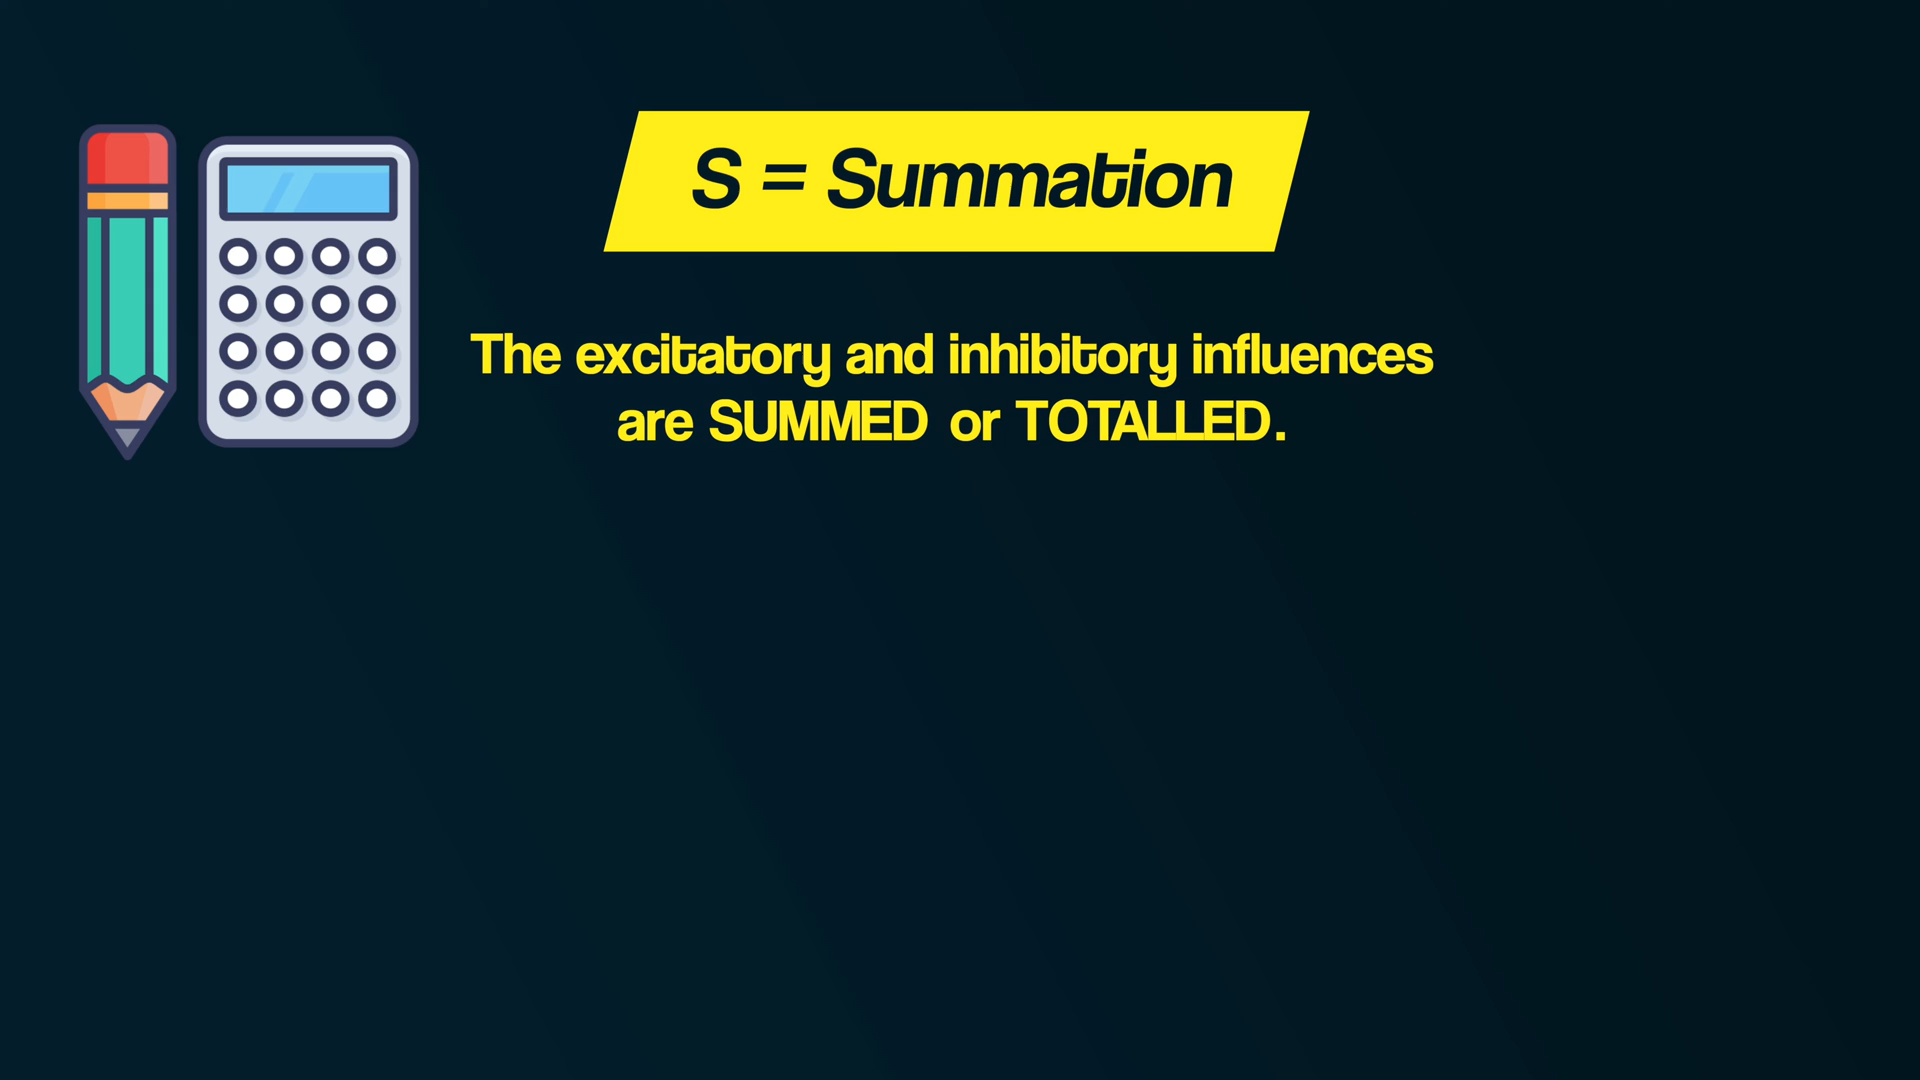 S = Summation
The excitatory and inhibitory influences
are SUMMED or TOTALLED.